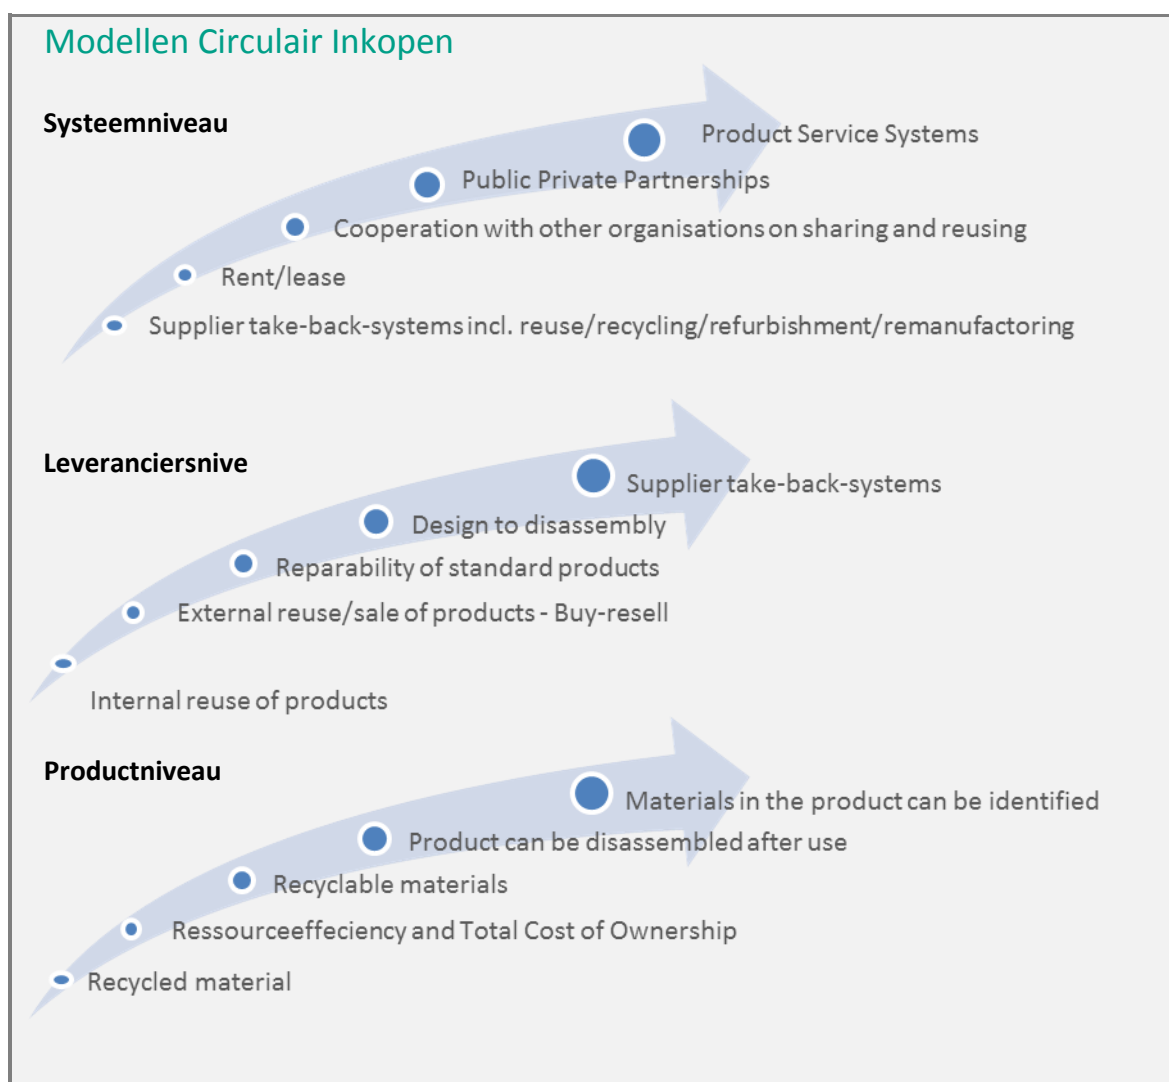 Modellen Circulair Inkopen
Systeemniveau
Product Service Systems
Public Private Partnerships
Cooperation with other organisations on sharing and reusing
Rent/lease
Supplier take-back-systems incl. reuse/recycling/refurbishment/remanufactoring
Leveranciersnive
Supplier take-back-systems
Design to disassembly
Reparability of standard products
External reuse/sale of products - Buy-resell
Internal reuse of products
Productniveau
Materials in the product can be identified
Product can be disassembled after use
Recyclable materials
Ressourceeffeciency and Total Cost of Ownership
Recycled material